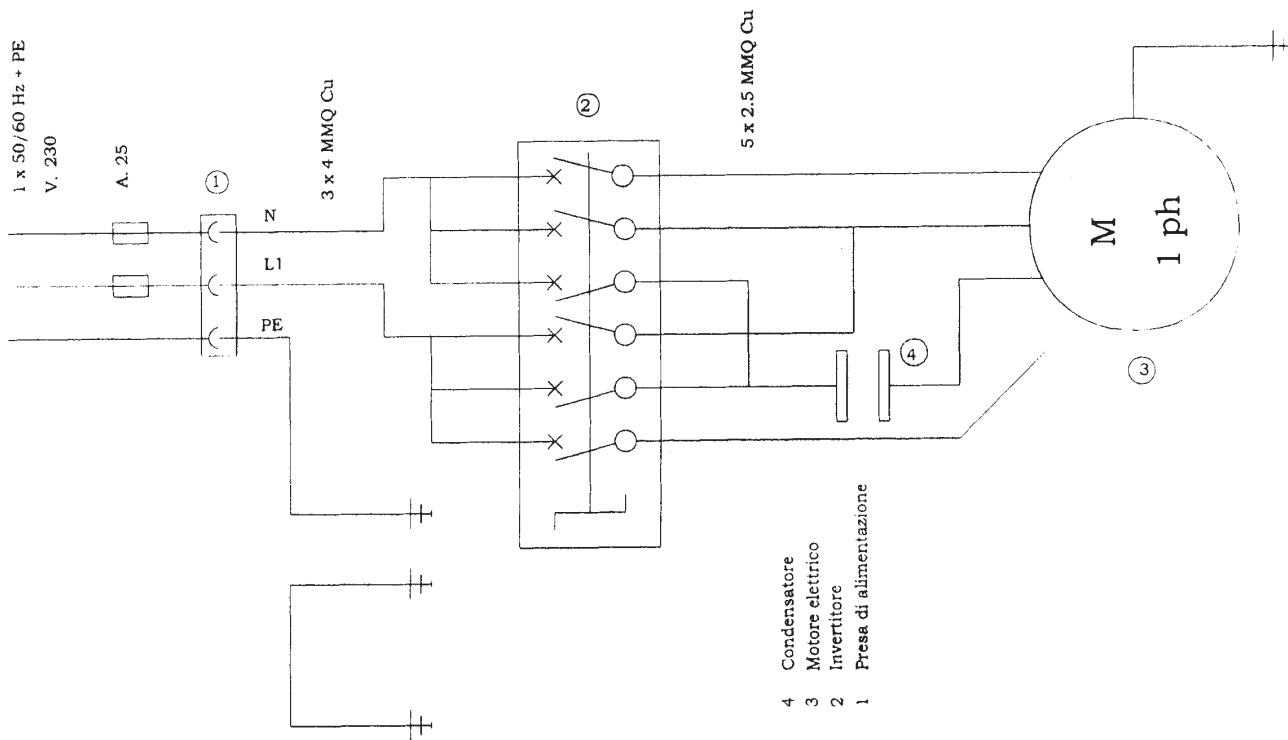 1 x 50/60 Hz + PE
V. 230
A. 25
1
N
L1
PE
3 x 4 MMQ Cu
2
5 x 2.5 MMQ Cu
M
1 ph
3
4
4 Condensatore
3 Motore elettrico
2 Invertitore
1 Presa di alimentazione